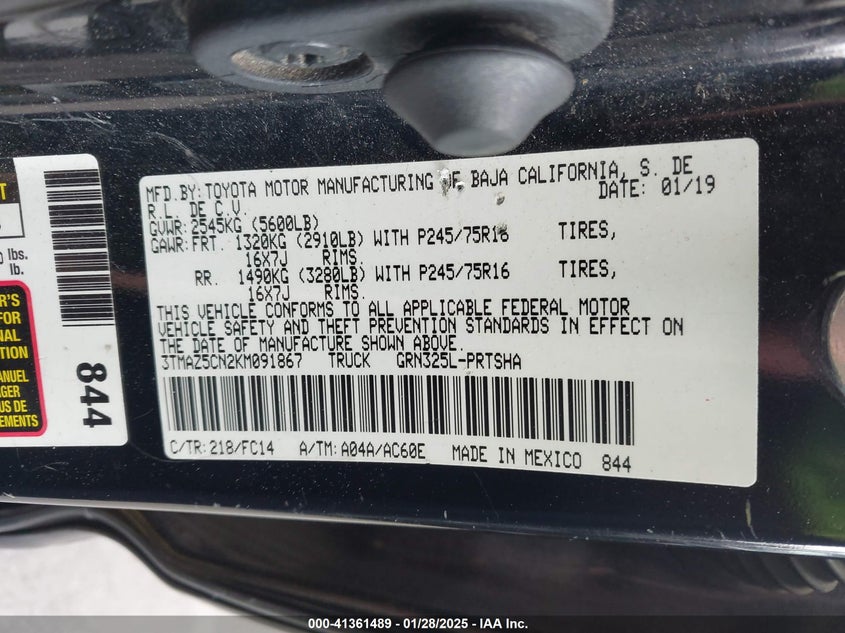 MFD.BY: TOYOTA MOTOR MANUFACTURING DE BAJA CALIFORNIA, S. DE
R.L. DE C.V. DATE: 01/19
GVWR: 2545KG (5600LB)
GAWR: FRT. 1320KG (2910LB) WITH P245/75R16 TIRES,
16X7J RIMS.
RR. 1490KG (3280LB) WITH P245/75R16 TIRES,
16X7J RIMS.
THIS VEHICLE CONFORMS TO ALL APPLICABLE FEDERAL MOTOR
VEHICLE SAFETY AND THEFT PREVENTION STANDARDS IN EFFECT ON
THE DATE OF MANUFACTURE SHOWN ABOVE.
3TMAZ5CN2KM091867 TRUCK GRN325L-PRTSHA
C/TR: 218/FC14 A/TM: A04A/AC60E MADE IN MEXICO 844
lbs.
lb.
FOR
844
000-41361489 - 01/28/2025 - IAA Inc.